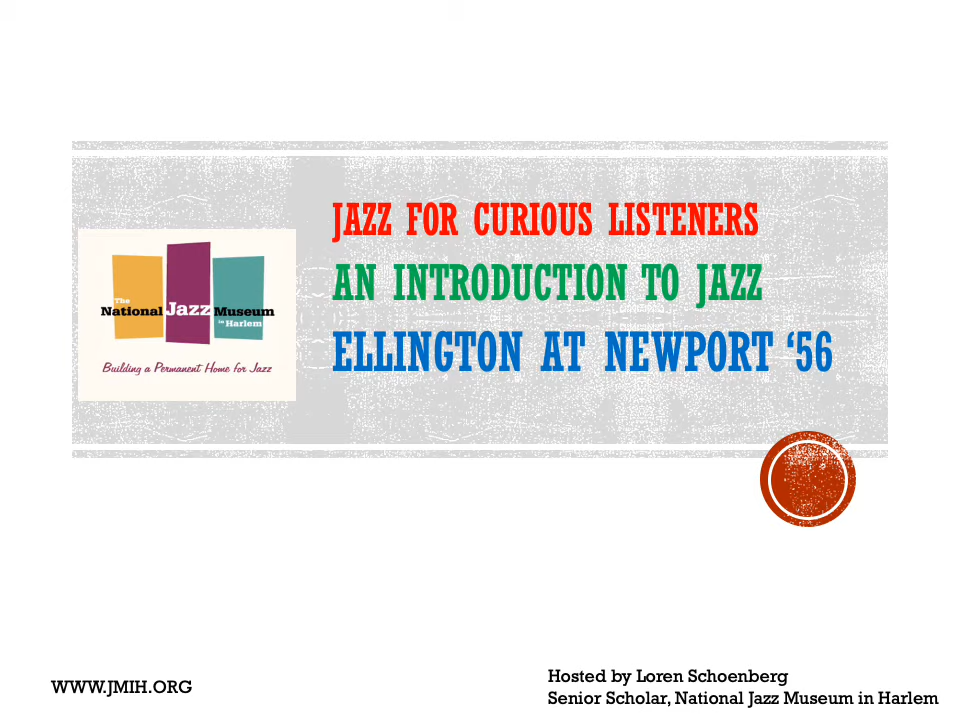 JAZZ FOR CURIOUS LISTENERS
AN INTRODUCTION TO JAZZ
ELLINGTON AT NEWPORT ‘56
The
National Jazz Museum
in Harlem
Building a Permanent Home for Jazz
WWW.JMIH.ORG
Hosted by Loren Schoenberg
Senior Scholar, National Jazz Museum in Harlem